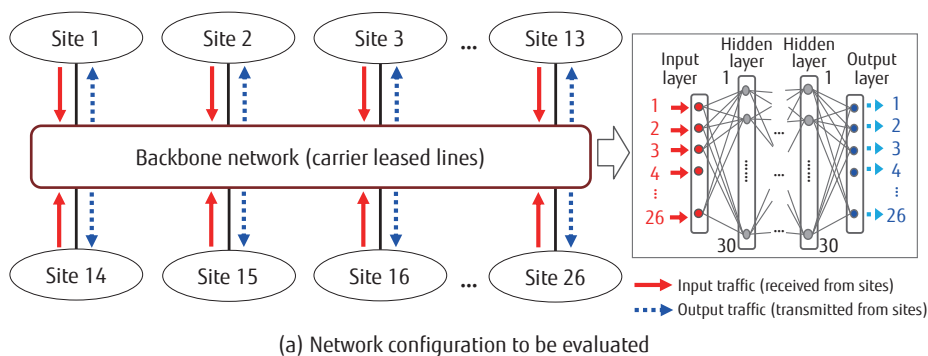 Site 1
Site 2
Site 3
...
Site 13
Backbone network (carrier leased lines)
Site 14
Site 15
Site 16
...
Site 26
Input
layer
Hidden
layer
Hidden
layer
Output
layer
1
1
1
2
3
4
...
26
30
...
...
...
30
1
2
3
4
...
26
Input traffic (received from sites)
Output traffic (transmitted from sites)
(a) Network configuration to be evaluated